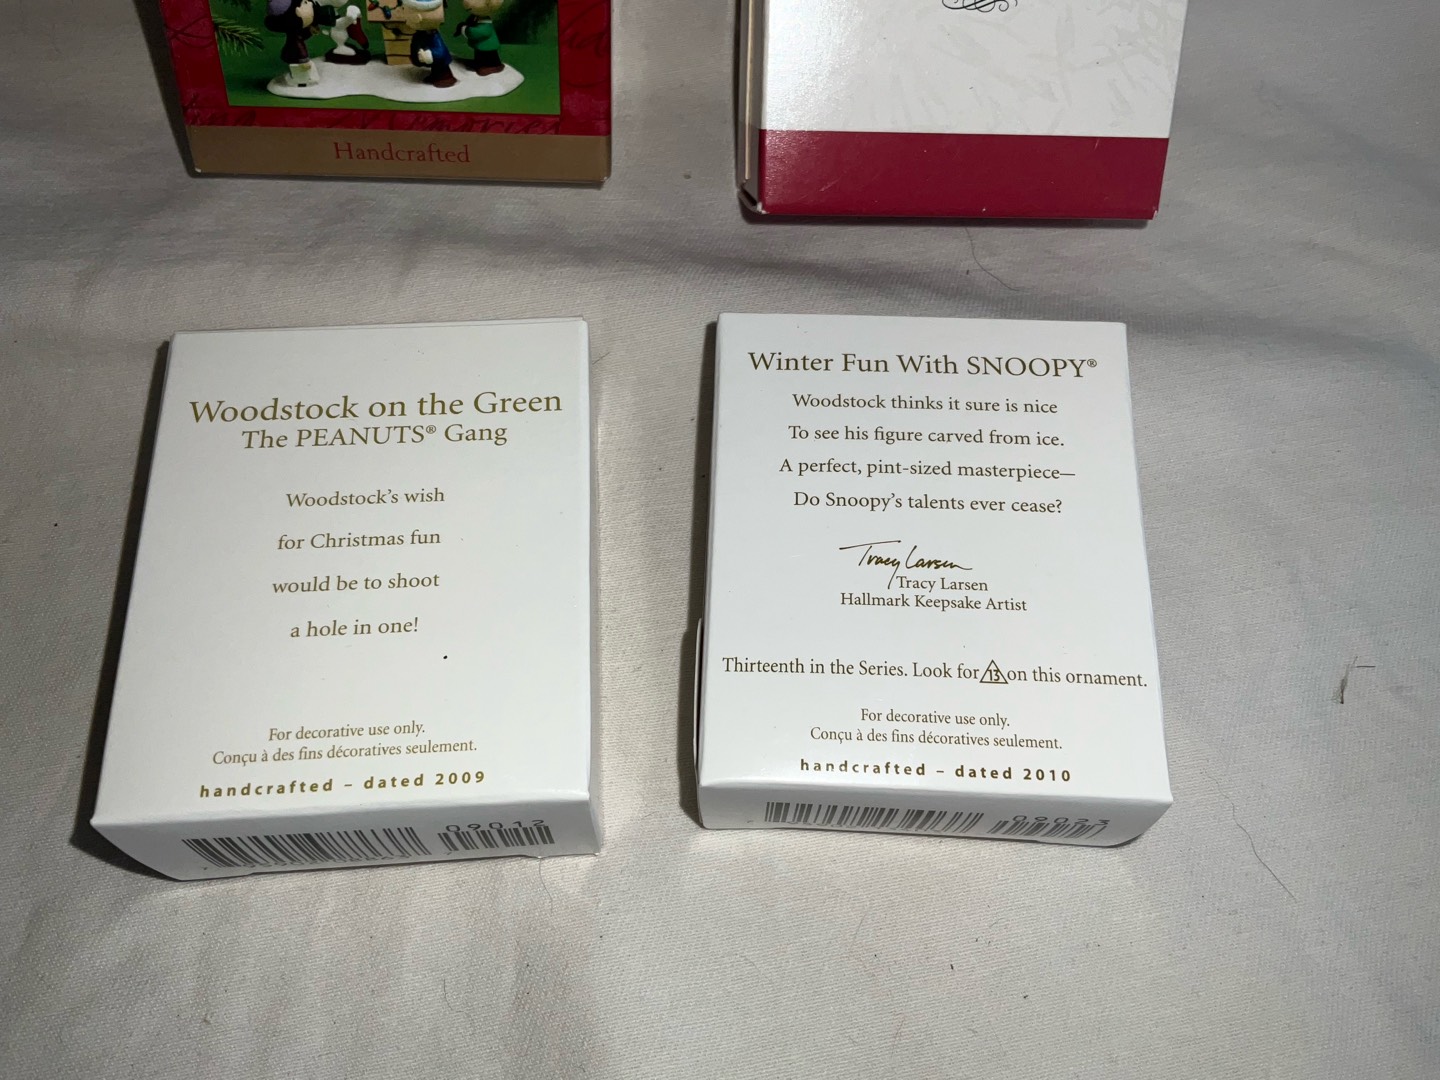 Handcrafted
Woodstock on the Green
The PEANUTS® Gang
Woodstock's wish
for Christmas fun
would be to shoot
a hole in one!
For decorative use only.
Conçu à des fins décoratives seulement.
handcrafted – dated 2009
09012
Winter Fun With SNOOPY®
Woodstock thinks it sure is nice
To see his figure carved from ice.
A perfect, pint-sized masterpiece—
Do Snoopy's talents ever cease?
Tracy Larsen
Tracy Larsen
Hallmark Keepsake Artist
Thirteenth in the Series. Look for 13 on this ornament.
For decorative use only.
Conçu à des fins décoratives seulement.
handcrafted – dated 2010
09023